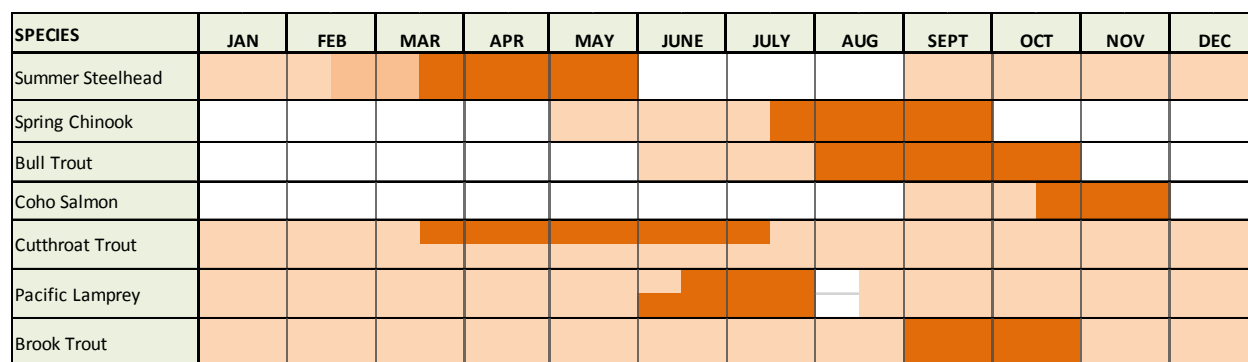 SPECIES JAN FEB MAR APR MAY JUNE JULY AUG SEPT OCT NOV DEC
Summer Steelhead
Spring Chinook
Bull Trout
Coho Salmon
Cutthroat Trout
Pacific Lamprey
Brook Trout